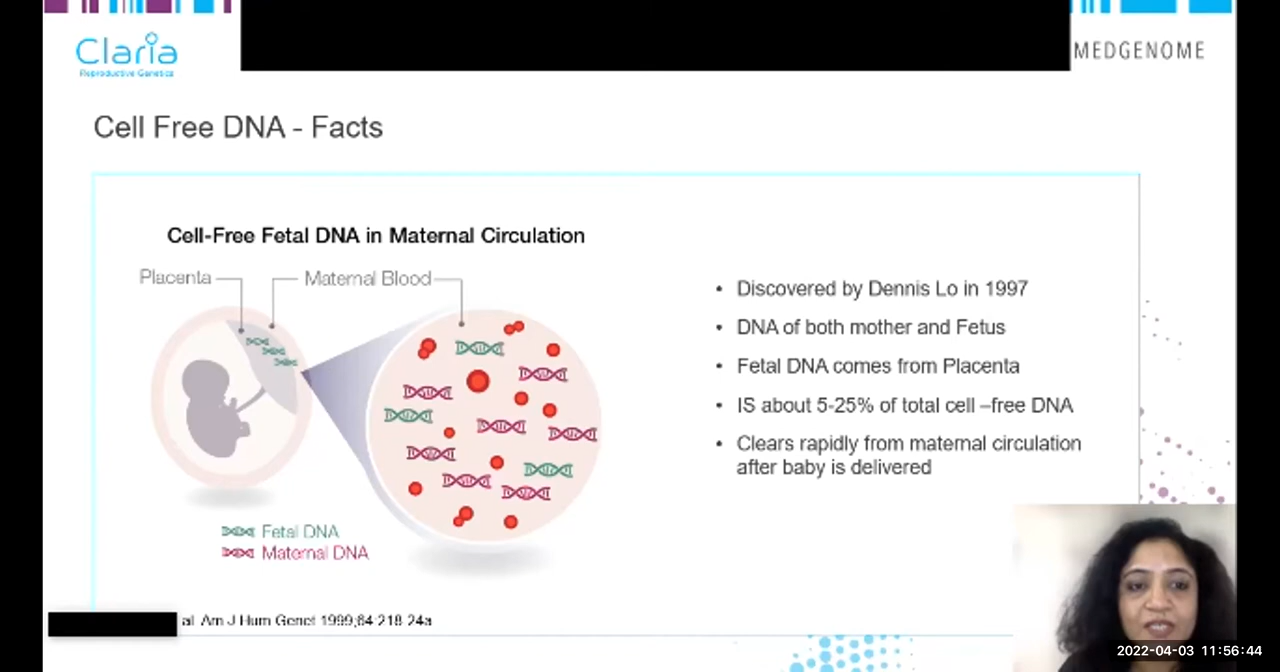 Claria
Reproductive Genetics
MEDGENOME
Cell Free DNA - Facts
Cell-Free Fetal DNA in Maternal Circulation
Placenta
Maternal Blood
Fetal DNA
Maternal DNA
• Discovered by Dennis Lo in 1997
• DNA of both mother and Fetus
• Fetal DNA comes from Placenta
• IS about 5-25% of total cell –free DNA
• Clears rapidly from maternal circulation
after baby is delivered
al. Am J Hum Genet 1999;64:218-24a
2022-04-03 11:56:44